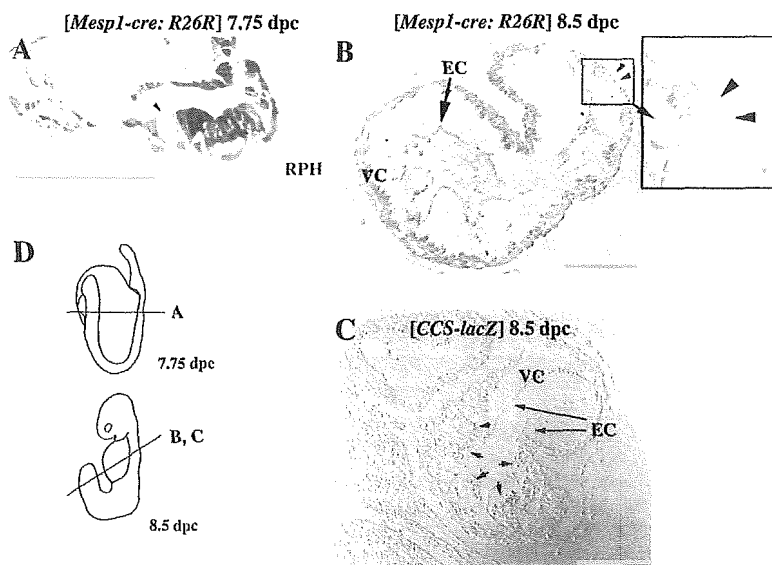 [Mesp1-cre: R26R] 7.75 dpc
A
RPH
[Mesp1-cre: R26R] 8.5 dpc
B
EC
VC
D
A
7.75 dpc
B, C
8.5 dpc
C
[CCS-lacZ] 8.5 dpc
VC
EC